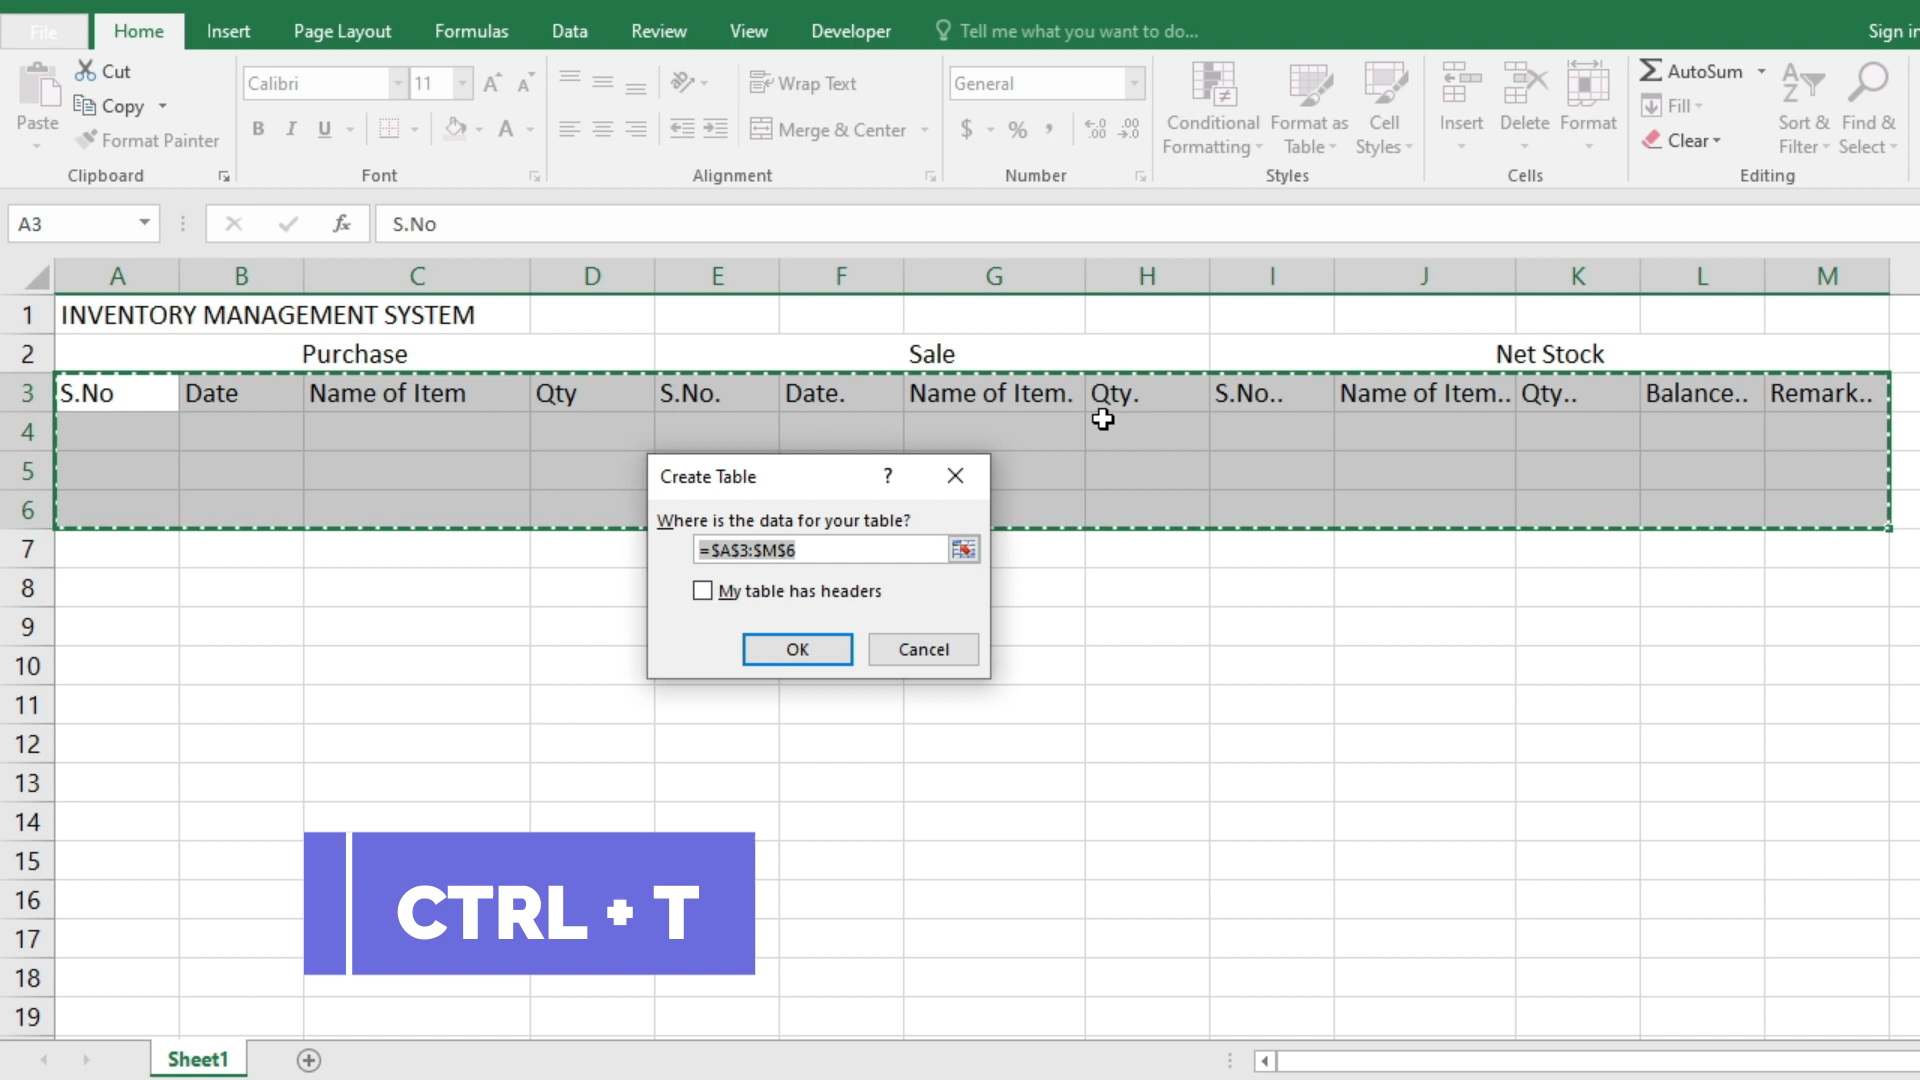 File Home Insert Page Layout Formulas Data Review View Developer Tell me what you want to do... Sign in
Cut Calibri 11 Wrap Text General AutoSum
Copy Fill
Paste Format Painter B I U A Merge & Center $ % , .00 .0 Conditional Formatting Format as Table Cell Styles Insert Delete Format Clear Sort & Filter Find & Select
Clipboard Font Alignment Number Styles Cells Editing
A3 fx S.No
A B C D E F G H I J K L M
1 INVENTORY MANAGEMENT SYSTEM
2 Purchase Sale Net Stock
3 S.No Date Name of Item Qty S.No. Date. Name of Item. Qty. S.No.. Name of Item.. Qty.. Balance.. Remark..
4
5
6
7
8
9
10
11
12
13
14
15
16
17
18
19
Create Table ?
Where is the data for your table?
=$A$3:$M$6
My table has headers
OK Cancel
CTRL + T
Sheet1